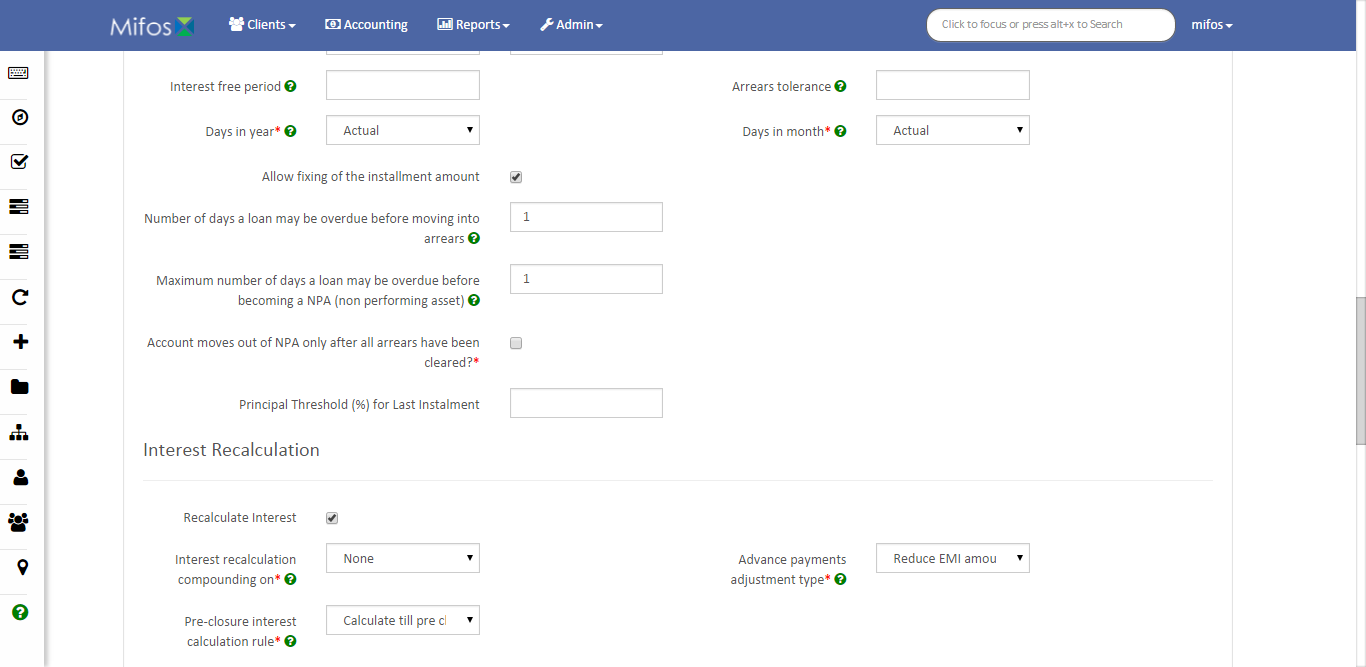 Mifos Clients Accounting Reports Admin Click to focus or press alt+x to Search mifos
Interest free period Arrears tolerance
Days in year* Actual Days in month* Actual
Allow fixing of the installment amount
Number of days a loan may be overdue before moving into
arrears 1
Maximum number of days a loan may be overdue before
becoming a NPA (non performing asset) 1
Account moves out of NPA only after all arrears have been
cleared?*
Principal Threshold (%) for Last Instalment
Interest Recalculation
Recalculate Interest
Interest recalculation
compounding on* None
Advance payments
adjustment type* Reduce EMI amou
Pre-closure interest
calculation rule* Calculate till pre cl